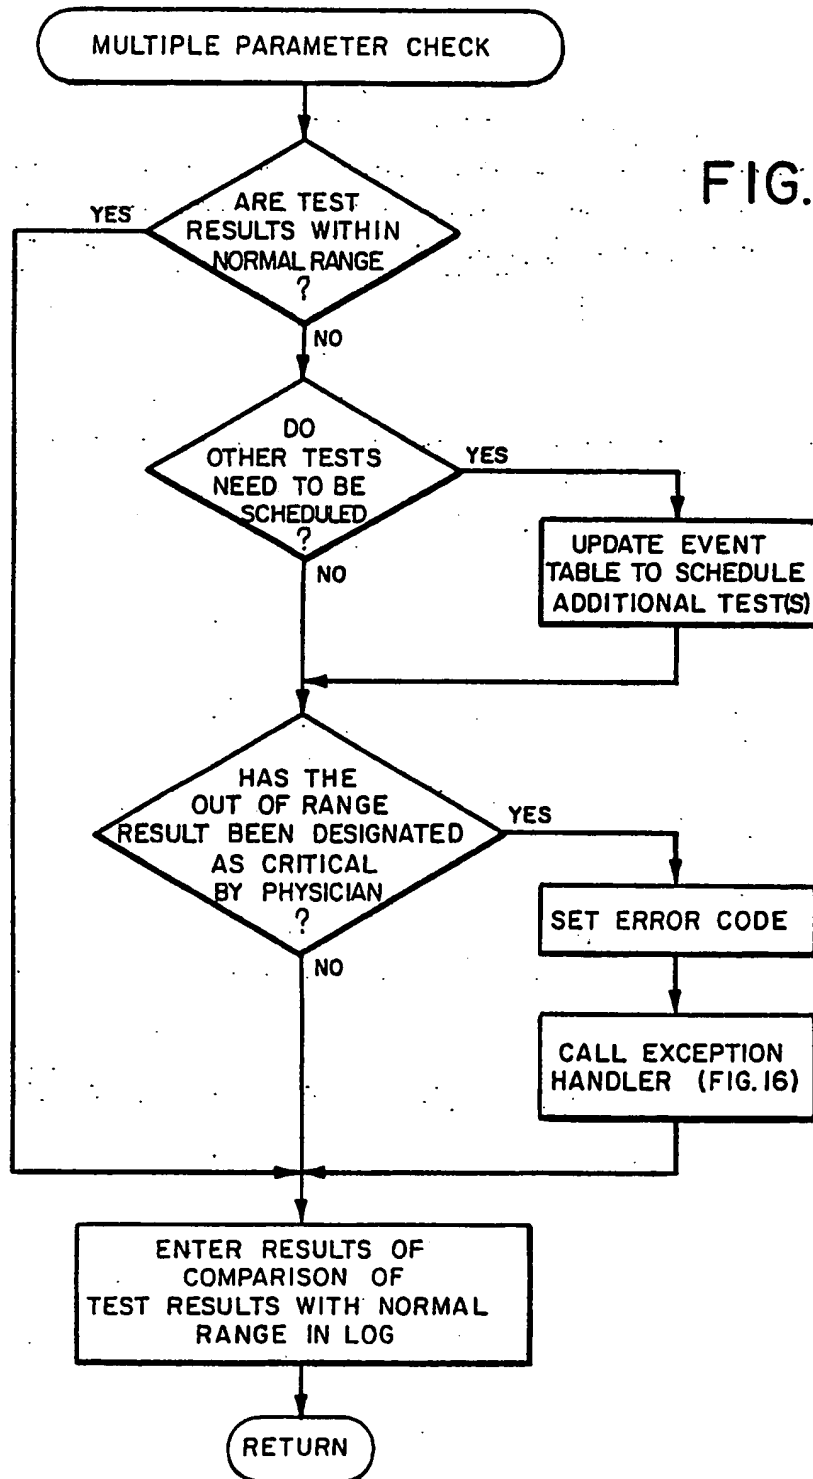 MULTIPLE PARAMETER CHECK
FIG.
ARE TEST
RESULTS WITHIN
NORMAL RANGE
?
YES
NO
DO
OTHER TESTS
NEED TO BE
SCHEDULED
?
YES
NO
UPDATE EVENT
TABLE TO SCHEDULE
ADDITIONAL TEST(S)
HAS THE
OUT OF RANGE
RESULT BEEN DESIGNATED
AS CRITICAL
BY PHYSICIAN
?
YES
NO
SET ERROR CODE
CALL EXCEPTION
HANDLER (FIG. 16)
ENTER RESULTS OF
COMPARISON OF
TEST RESULTS WITH NORMAL
RANGE IN LOG
RETURN